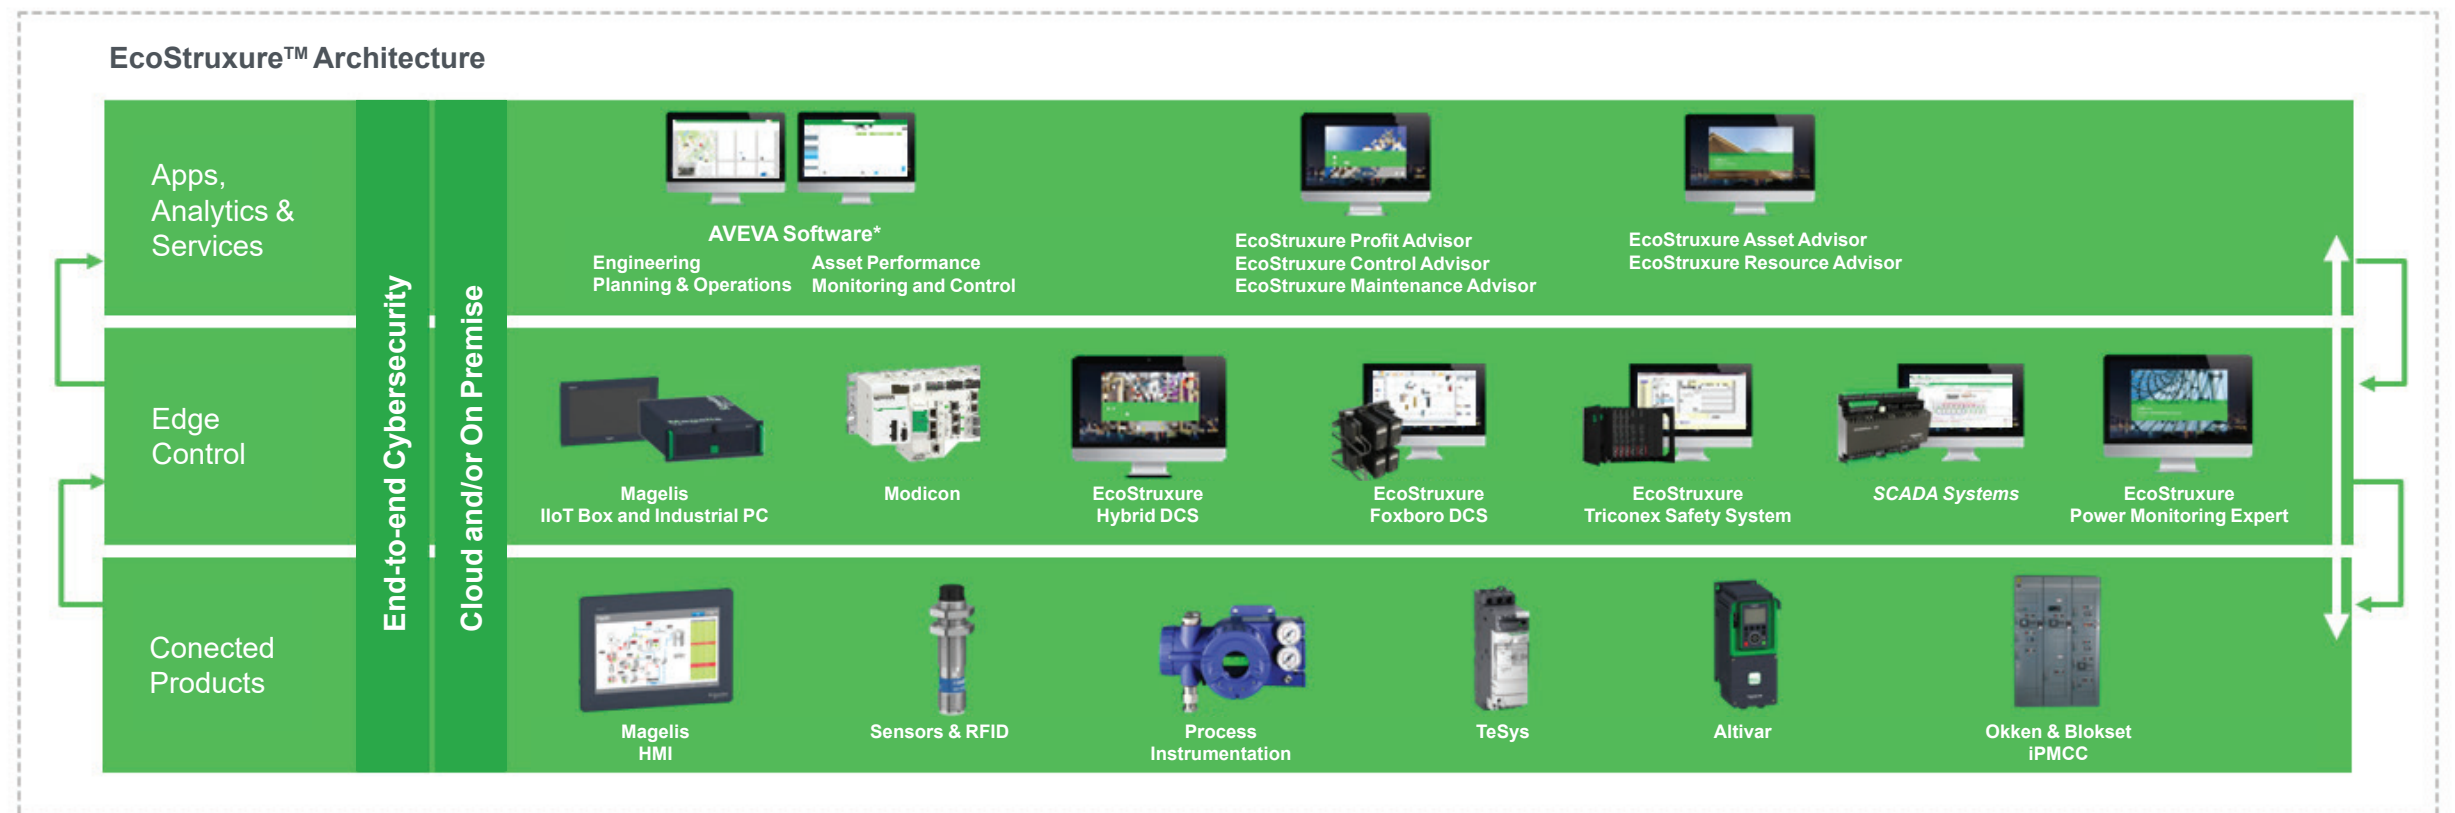 EcoStruxure™ Architecture
Apps,
Analytics &
Services
End-to-end Cybersecurity
Cloud and/or On Premise
AVEVA Software*
Engineering
Planning & Operations
Asset Performance
Monitoring and Control
EcoStruxure Profit Advisor
EcoStruxure Control Advisor
EcoStruxure Maintenance Advisor
EcoStruxure Asset Advisor
EcoStruxure Resource Advisor
Edge
Control
Magelis
IIoT Box and Industrial PC
Modicon
EcoStruxure
Hybrid DCS
EcoStruxure
Foxboro DCS
EcoStruxure
Triconex Safety System
SCADA Systems
EcoStruxure
Power Monitoring Expert
Conected
Products
Magelis
HMI
Sensors & RFID
Process
Instrumentation
TeSys
Altivar
Okken & Blokset
iPMCC